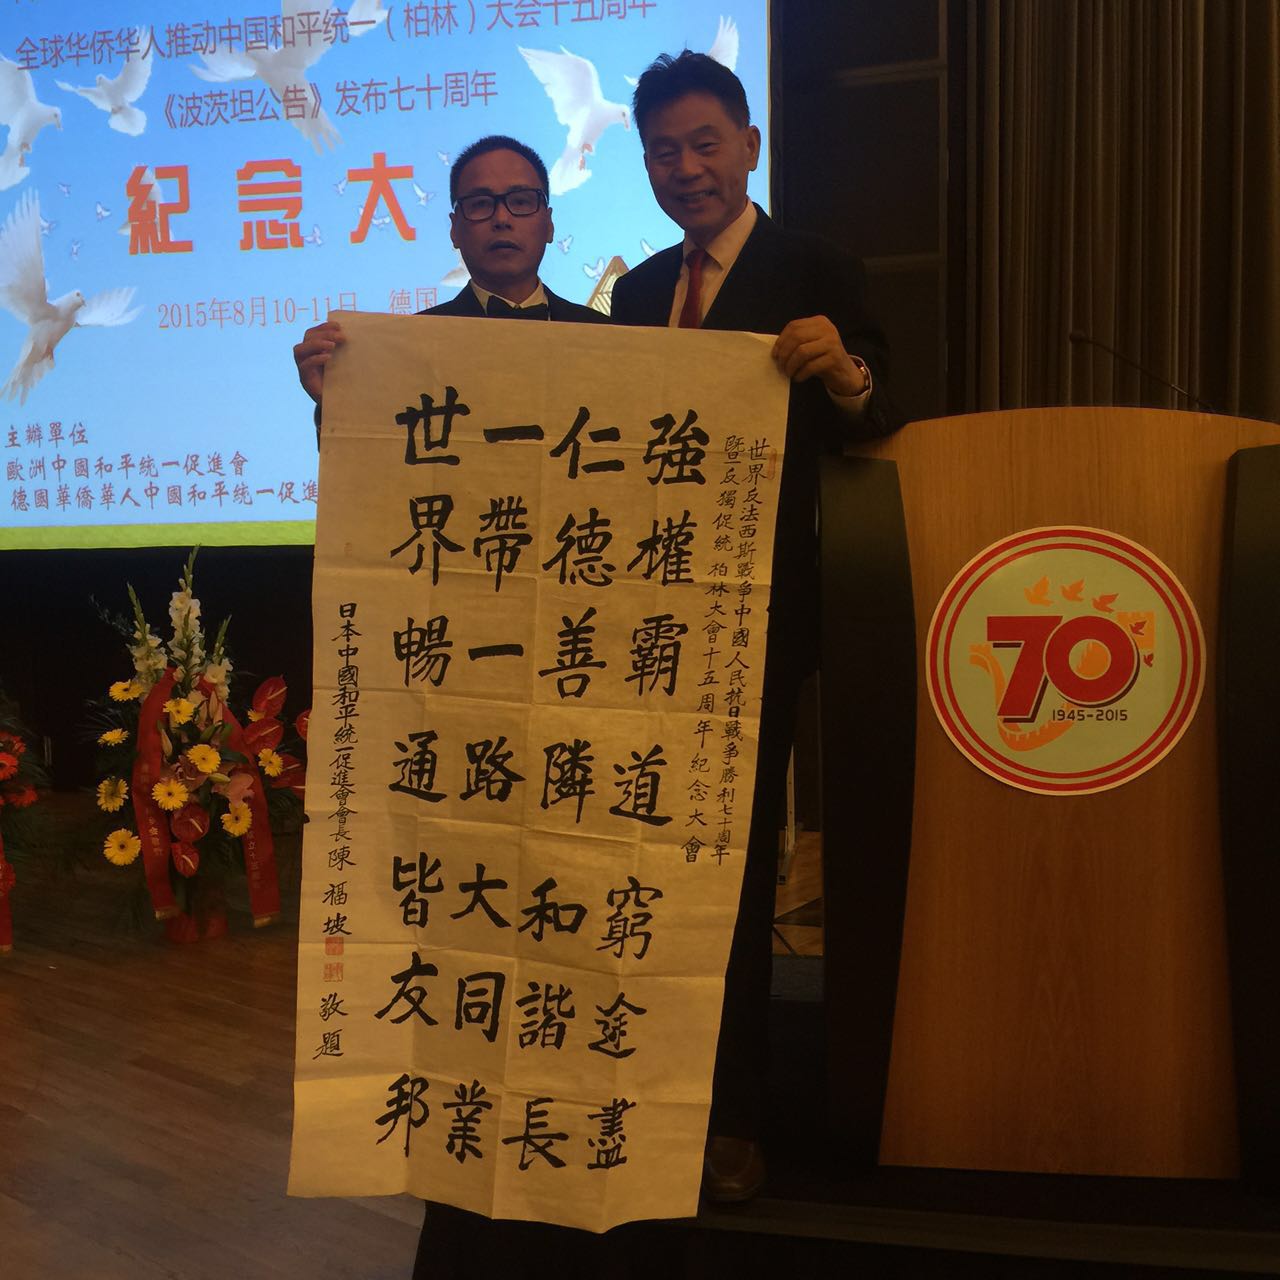 全球华侨华人推动中国和平统一（柏林）大会十五周年
《波茨坦公告》发布七十周年
紀念大
2015年8月10-11日 德国
主辦單位
歐洲中國和平統一促進會
德國華僑華人中國和平統一促進
世界反法西斯戰爭中國人民抗日戰爭勝利七十周年
暨反獨促統柏林大會十五周年紀念大會
強權霸道窮途盡
仁德善隣和諧長
一帶一路大同業
世界暢通皆友邦
日本中國和平統一促進會會長陳福坡
敬題
70
1945-2015